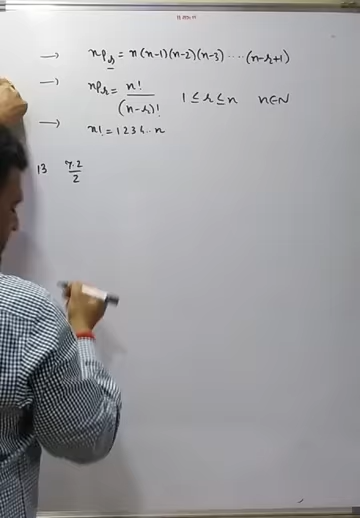 → nPr = n(n-1)(n-2)(n-3)....(n-r+1)
→ nPr = n!/(n-r)! 1≤r≤n n∈N
→ n! = 1 2 3 4 .. n
13 7.2/2